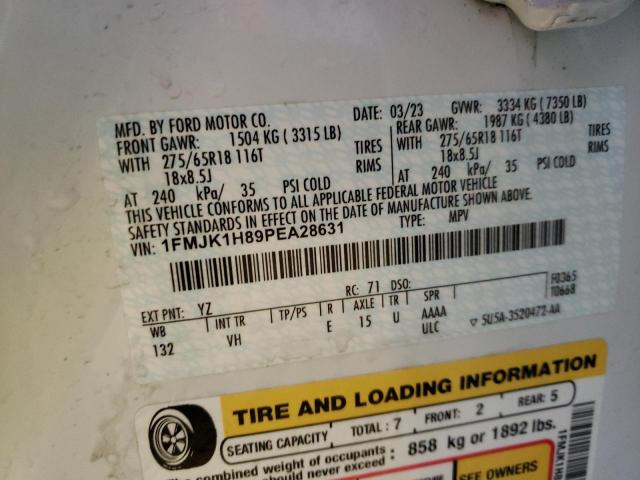 MFD. BY FORD MOTOR CO.
DATE: 03/23 GVWR: 3334 KG ( 7350 LB)
FRONT GAWR: 1504 KG ( 3315 LB)
REAR GAWR: 1987 KG ( 4380 LB)
WITH 275/65R18 116T TIRES
275/65R18 116T TIRES
18x8.5J RIMS
18x8.5J RIMS
AT 240 kPa/ 35 PSI COLD
AT 240 kPa/ 35 PSI COLD
THIS VEHICLE CONFORMS TO ALL APPLICABLE FEDERAL MOTOR VEHICLE
SAFETY STANDARDS IN EFFECT ON THE DATE OF MANUFACTURE SHOWN ABOVE.
VIN: 1FMJK1H89PEA28631 TYPE: MPV
F0365
T0668
EXT PNT: YZ RC: 71 DSO:
WB INT TR TP/PS R AXLE TR SPR
132 VH E 15 U AAAA
ULC
▽ SU5A-3520472-AA
TIRE AND LOADING INFORMATION
SEATING CAPACITY TOTAL : 7 FRONT: 2 REAR: 5
The combined weight of occupants : 858 kg or 1892 lbs.
SEE OWNERS